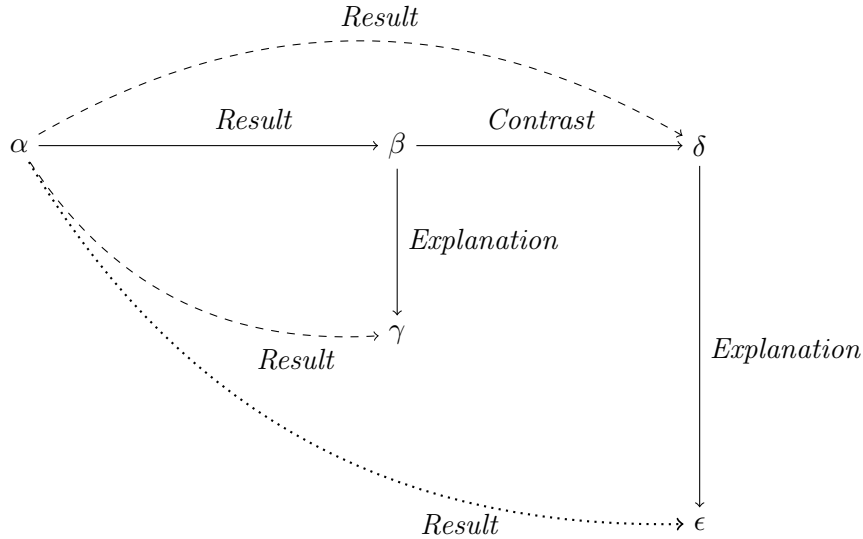 Result
Result
Contrast
α
β
δ
Explanation
γ
Explanation
Result
Result
ϵ